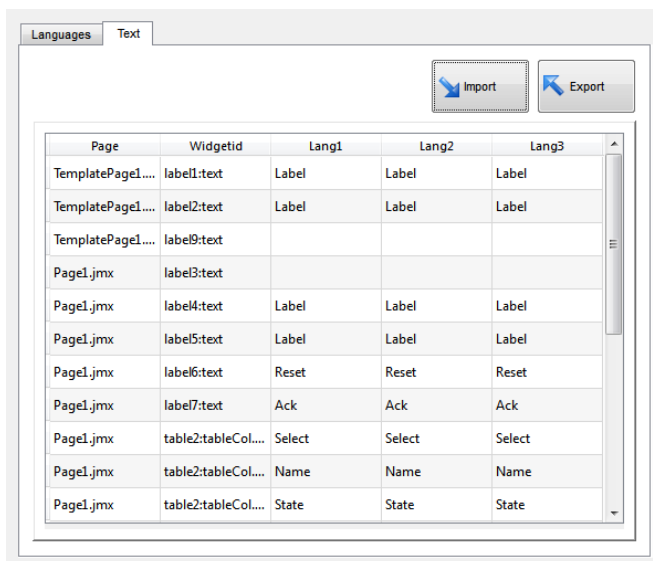 Languages Text
Import Export
Page Widgetid Lang1 Lang2 Lang3
TemplatePage1.... label1:text Label Label Label
TemplatePage1.... label2:text Label Label Label
TemplatePage1.... label9:text
Page1.jmx label3:text
Page1.jmx label4:text Label Label Label
Page1.jmx label5:text Label Label Label
Page1.jmx label6:text Reset Reset Reset
Page1.jmx label7:text Ack Ack Ack
Page1.jmx table2:tableCol.... Select Select Select
Page1.jmx table2:tableCol.... Name Name Name
Page1.jmx table2:tableCol.... State State State